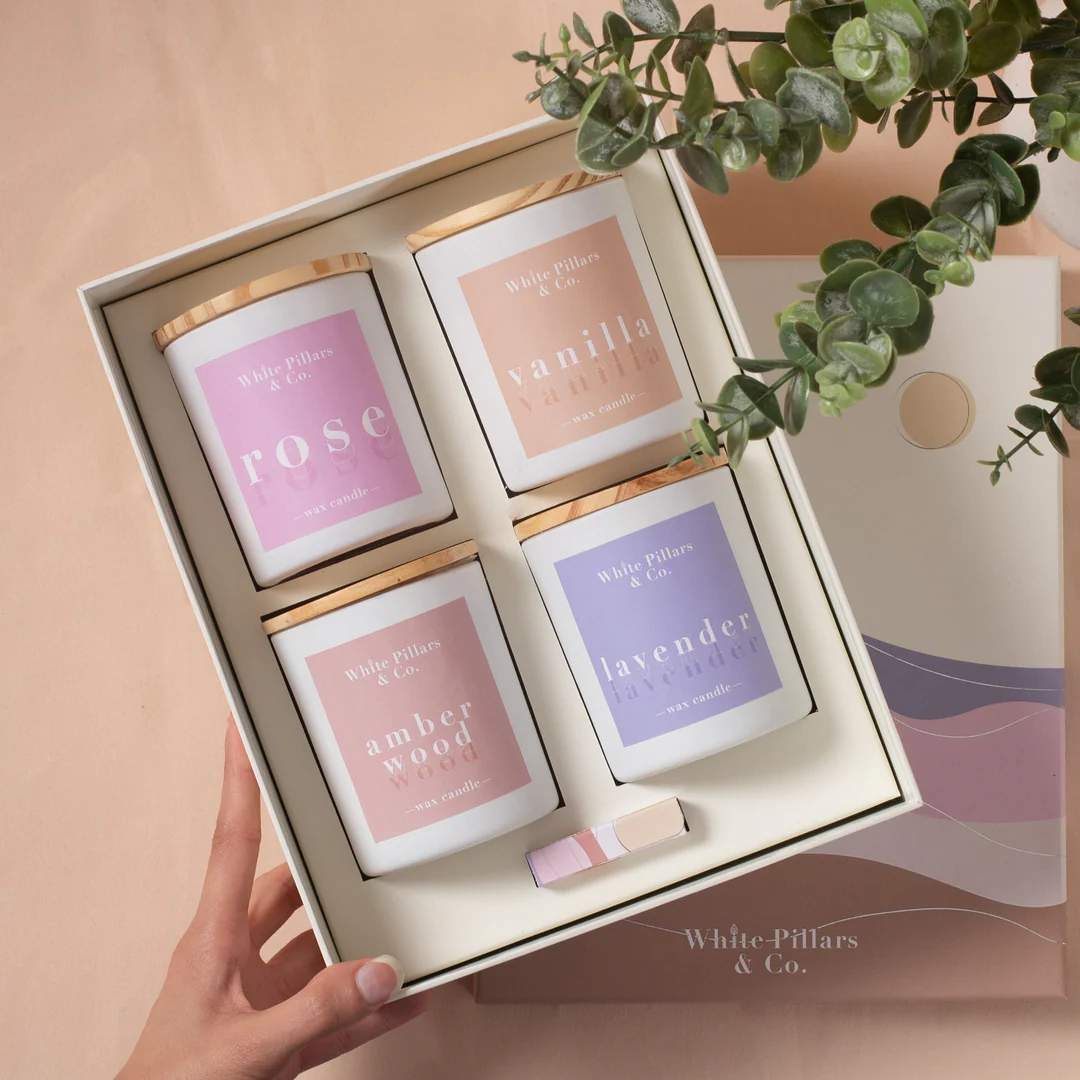 White Pillars
& Co.
rose
rose
—wax candle—
White Pillars
& Co.
vanilla
vanilla
—wax candle—
White Pillars
& Co.
amber
wood
wood
—wax candle—
White Pillars
& Co.
lavender
lavender
—wax candle—
White Pillars
& Co.